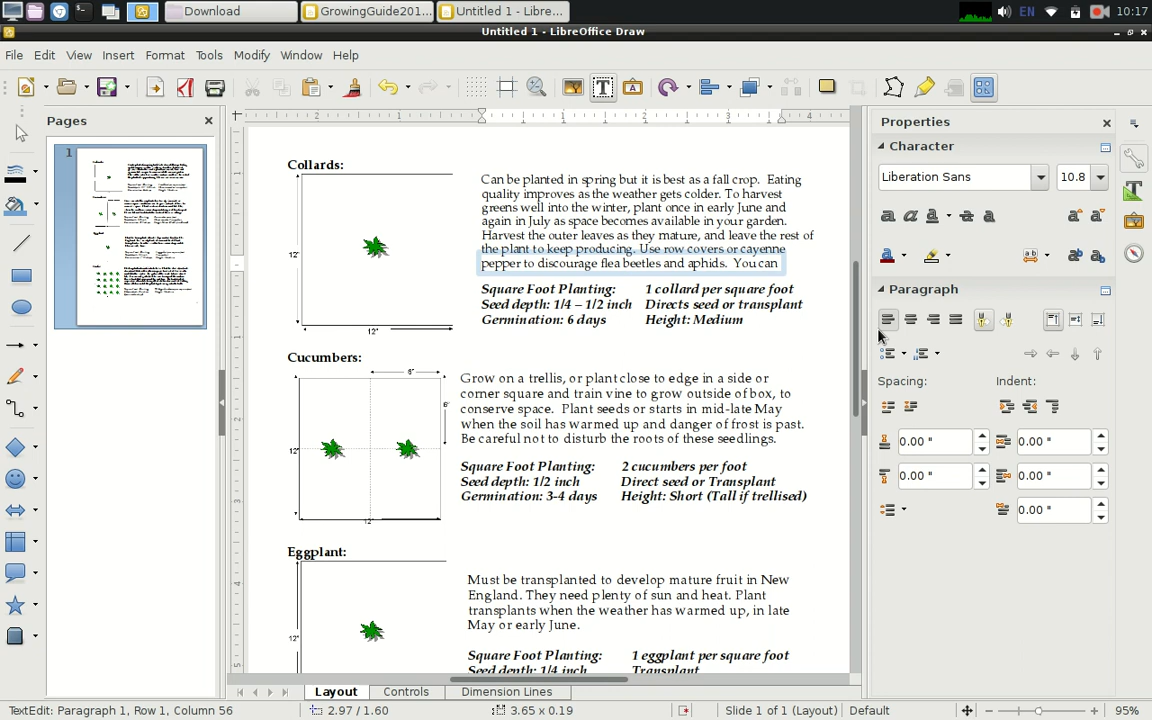 Download
GrowingGuide201...
Untitled 1 - Libre...
EN
10:17
Untitled 1 - LibreOffice Draw
File Edit View Insert Format Tools Modify Window Help
Pages
1
2 1 1 2 3 4
Properties
Character
Liberation Sans
10.8
Paragraph
Spacing: Indent:
0.00 " 0.00 "
0.00 " 0.00 "
0.00 "
Collards:
12"
12"
Can be planted in spring but it is best as a fall crop. Eating
quality improves as the weather gets colder. To harvest
greens well into the winter, plant once in early June and
again in July as space becomes available in your garden.
Harvest the outer leaves as they mature, and leave the rest of
the plant to keep producing. Use row covers or cayenne
pepper to discourage flea beetles and aphids. You can
Square Foot Planting: 1 collard per square foot
Seed depth: 1/4 – 1/2 inch Directs seed or transplant
Germination: 6 days Height: Medium
Cucumbers:
6"
6"
12"
12"
Grow on a trellis, or plant close to edge in a side or
corner square and train vine to grow outside of box, to
conserve space. Plant seeds or starts in mid-late May
when the soil has warmed up and danger of frost is past.
Be careful not to disturb the roots of these seedlings.
Square Foot Planting: 2 cucumbers per foot
Seed depth: 1/2 inch Direct seed or Transplant
Germination: 3-4 days Height: Short (Tall if trellised)
Eggplant:
12"
Must be transplanted to develop mature fruit in New
England. They need plenty of sun and heat. Plant
transplants when the weather has warmed up, in late
May or early June.
Square Foot Planting: 1 eggplant per square foot
Seed depth: 1/4 inch Transplant
Layout Controls Dimension Lines
TextEdit: Paragraph 1, Row 1, Column 56
2.97 / 1.60
3.65 x 0.19
Slide 1 of 1 (Layout)
Default
95%